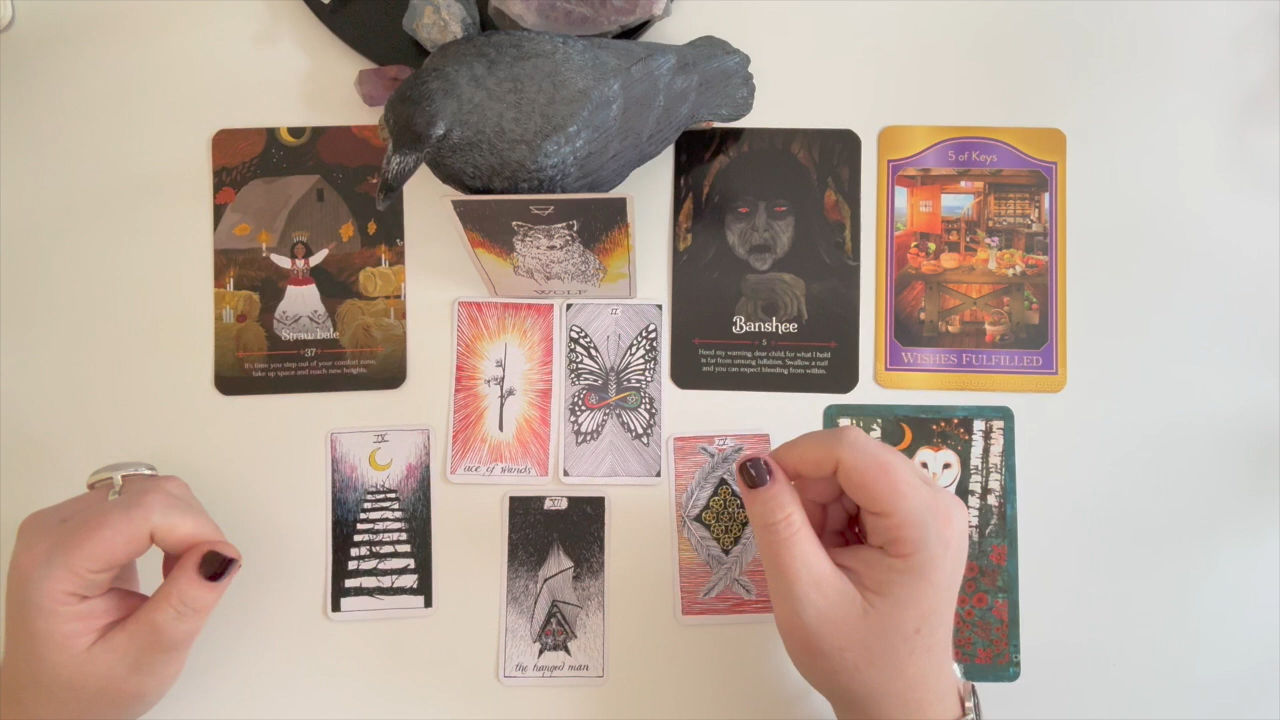 5 of Keys
WISHES FULFILLED
WOLF
Straw bale
37
It's time you step out of your comfort zone,
take up space and reach new heights.
Banshee
5
Heed my warning, dear child, for what I hold
is far from unsung lullabies. Swallow a nail
and you can expect bleeding from within.
II
ace of wands
IX
XII
the hanged man